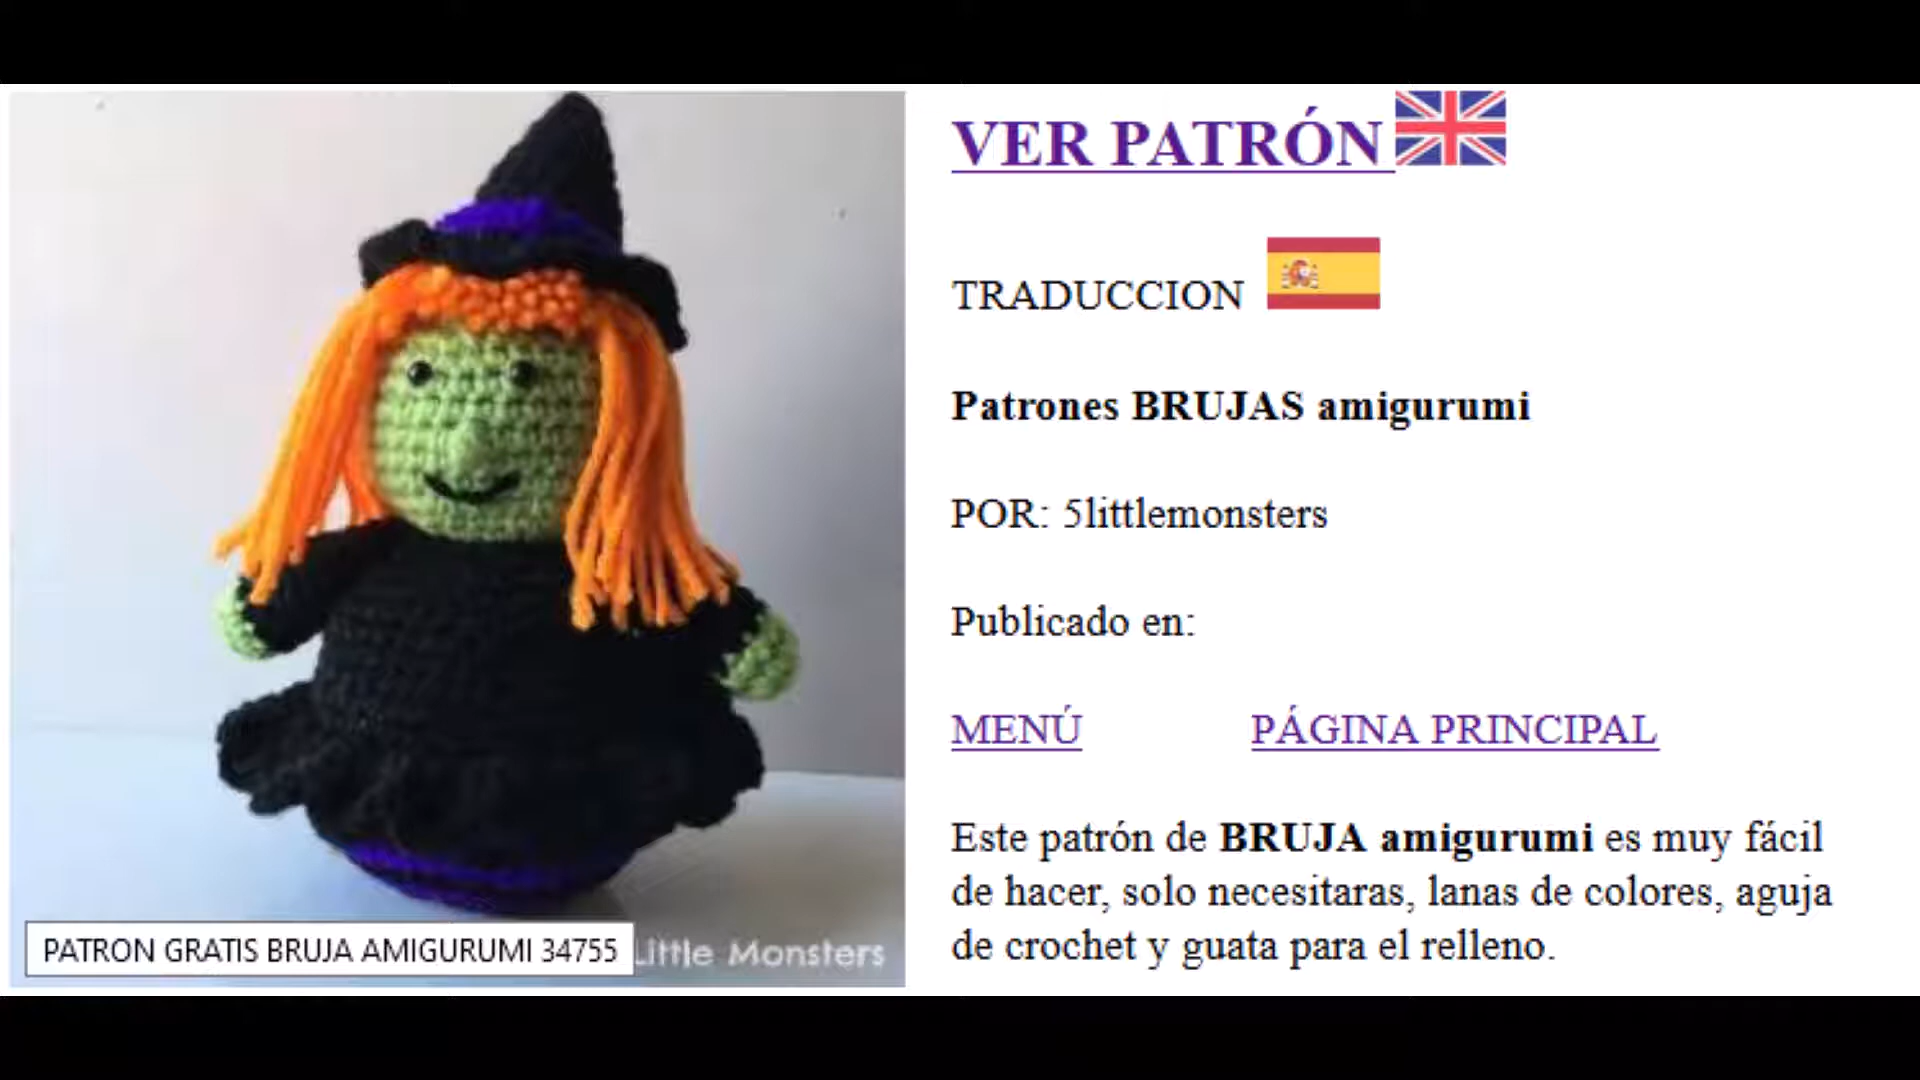 VER PATRÓN
TRADUCCION
Patrones BRUJAS amigurumi
POR: 5littlemonsters
Publicado en:
MENÚ PÁGINA PRINCIPAL
Este patrón de BRUJA amigurumi es muy fácil
de hacer, solo necesitaras, lanas de colores, aguja
de crochet y guata para el relleno.
PATRON GRATIS BRUJA AMIGURUMI 34755
Little Monsters